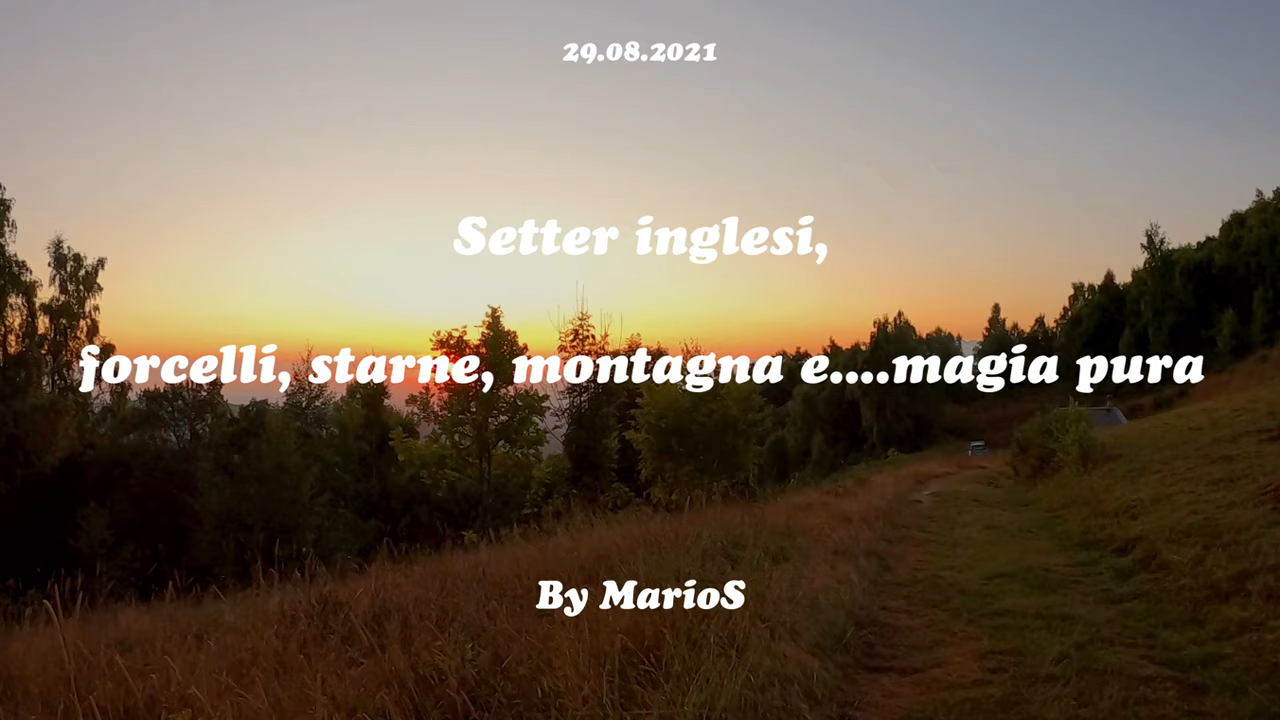 29.08.2021
Setter inglesi,
forcelli, starne, montagna e....magia pura
By MarioS